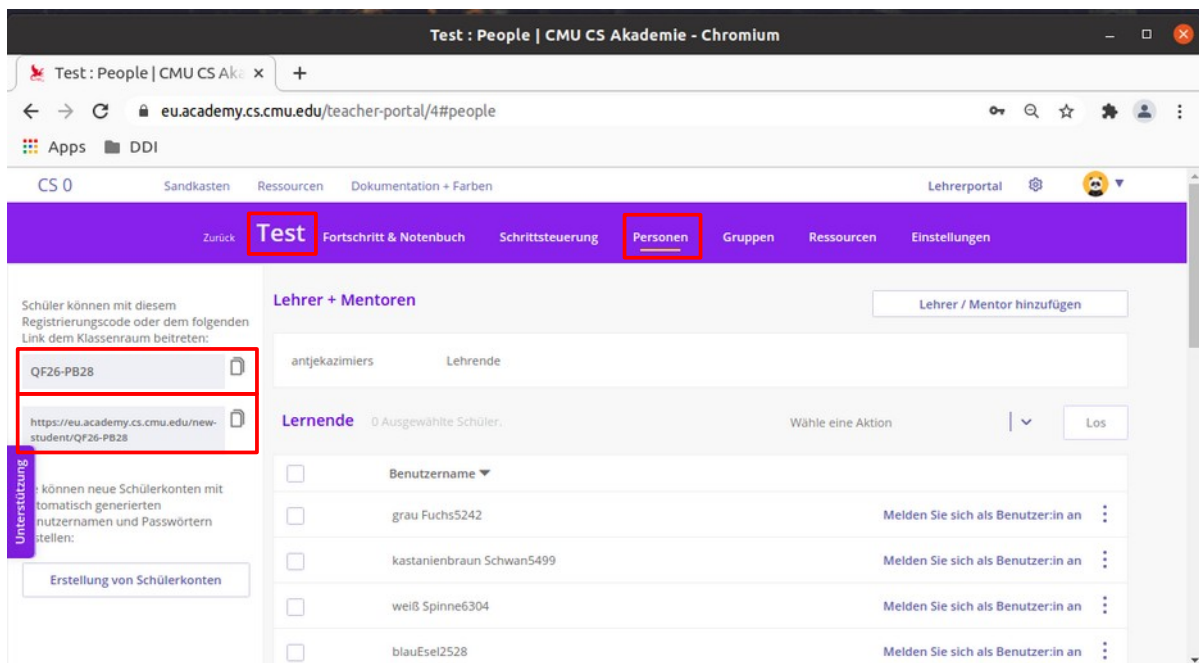 Test : People | CMU CS Akademie - Chromium
Test : People | CMU CS Aka
eu.academy.cs.cmu.edu/teacher-portal/4#people
Apps DDI
CS 0 Sandkasten Ressourcen Dokumentation + Farben Lehrerportal
Zurück Test Fortschritt & Notenbuch Schrittsteuerung Personen Gruppen Ressourcen Einstellungen
Schüler können mit diesem
Registrierungscode oder dem folgenden
Link dem Klassenraum beitreten:
QF26-PB28
https://eu.academy.cs.cmu.edu/new-
student/QF26-PB28
können neue Schülerkonten mit
tomatisch generierten
nutzernamen und Passwörtern
stellen:
Erstellung von Schülerkonten
Unterstützung
Lehrer + Mentoren Lehrer / Mentor hinzufügen
antjekazimiers Lehrende
Lernende 0 Ausgewählte Schüler. Wähle eine Aktion Los
Benutzername
grau Fuchs5242 Melden Sie sich als Benutzer:in an
kastanienbraun Schwan5499 Melden Sie sich als Benutzer:in an
weiß Spinne6304 Melden Sie sich als Benutzer:in an
blauEsel2528 Melden Sie sich als Benutzer:in an